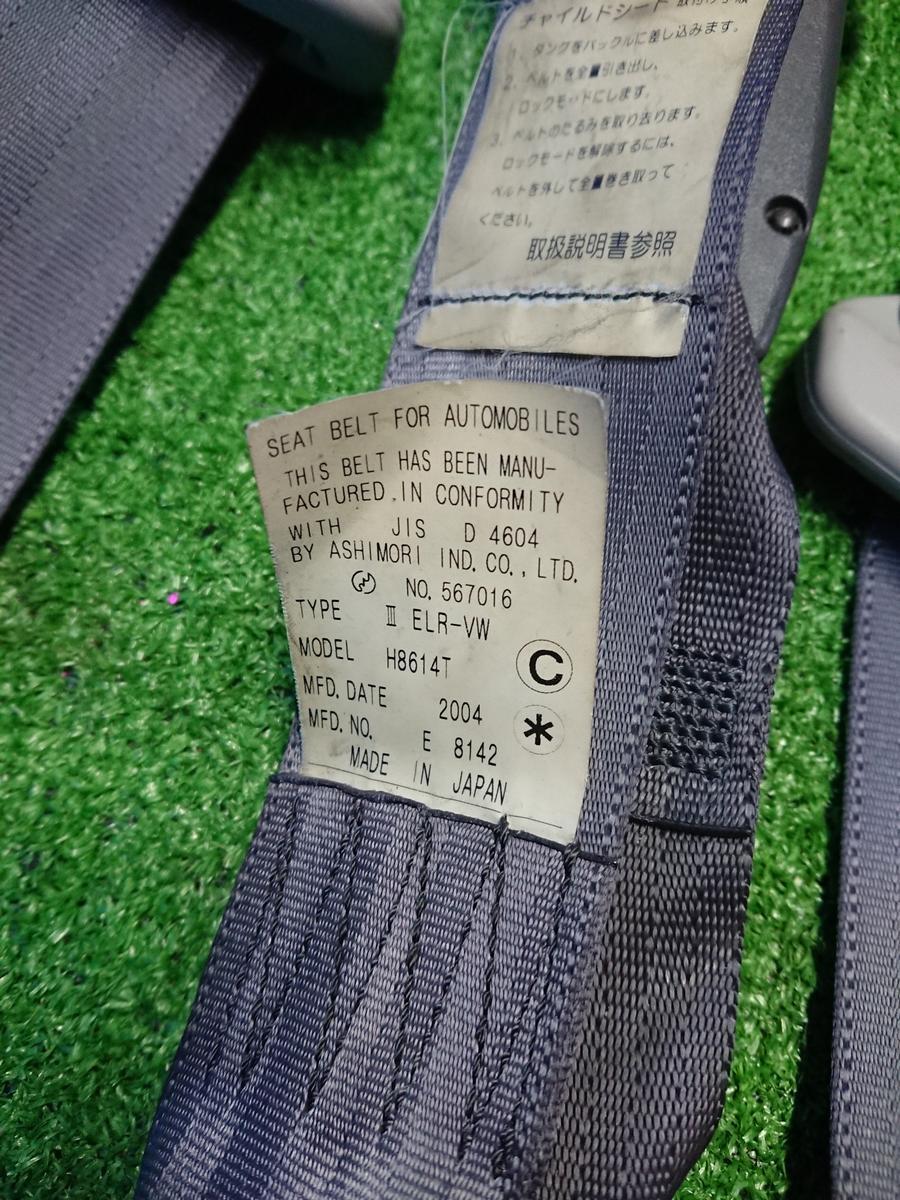 チャイルドシート 取付け手順
1. タングをバックルに差し込みます。
2. ベルトを全■引き出し、
ロックモードにします。
3. ベルトのたるみを取り去ります。
ロックモードを解除するには、
ベルトを外して全■巻き取って
ください。
取扱説明書参照
SEAT BELT FOR AUTOMOBILES
THIS BELT HAS BEEN MANU-
FACTURED IN CONFORMITY
WITH JIS D 4604
BY ASHIMORI IND. CO., LTD.
NO. 567016
TYPE Ⅲ ELR-VW
MODEL H8614T
C
MFD. DATE 2004
*
MFD. NO. E 8142
MADE IN JAPAN